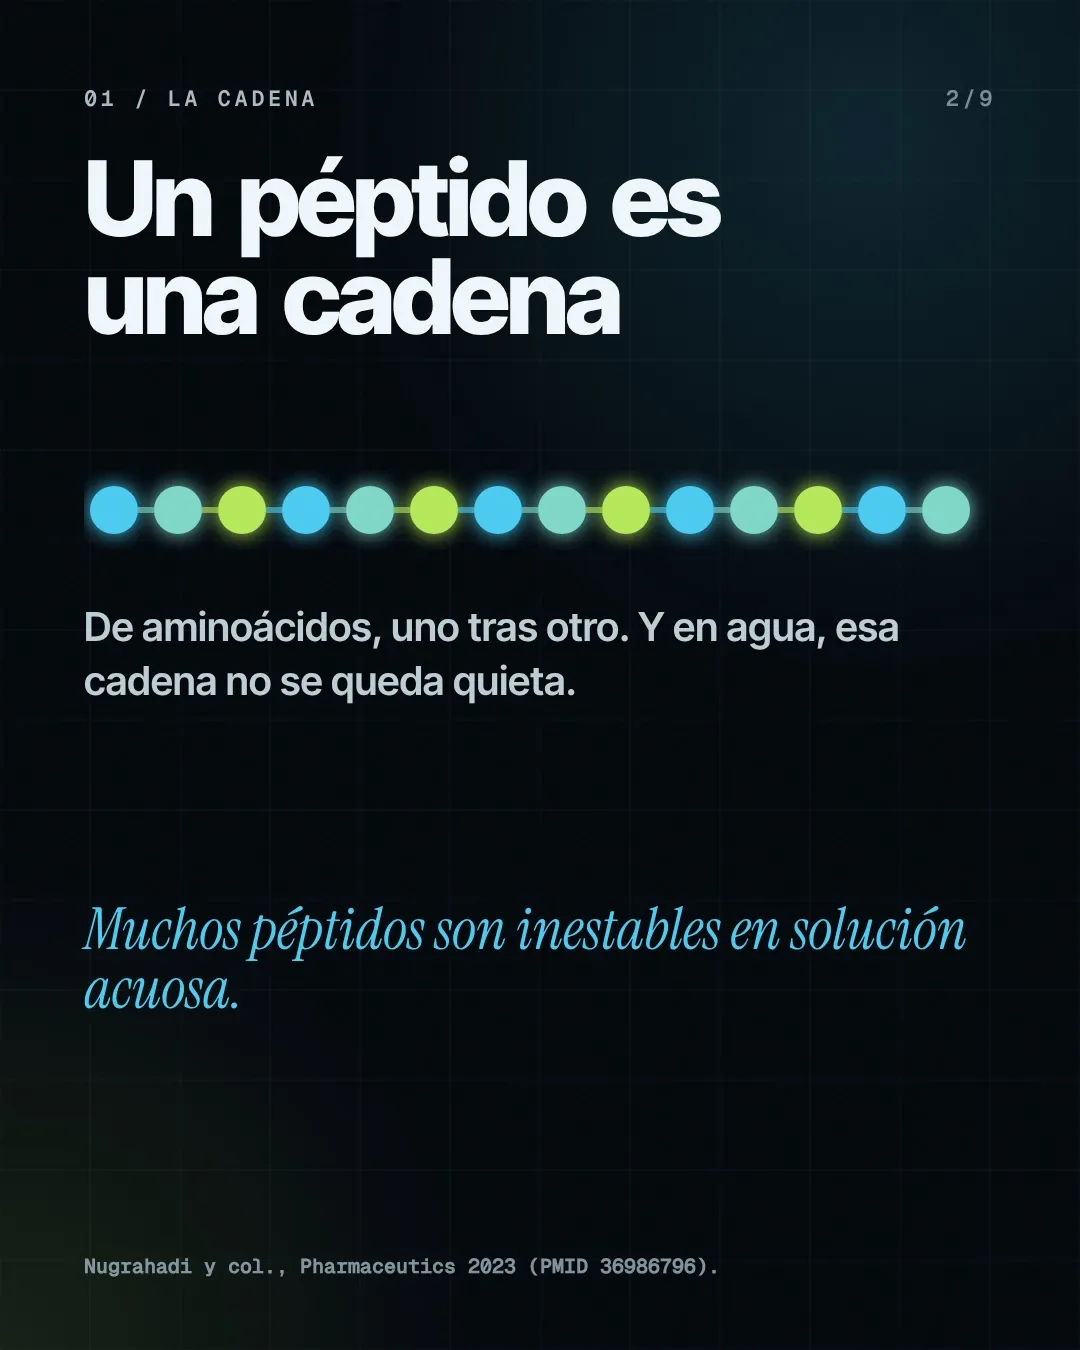 01 / LA CADENA
2/9
Un péptido es
una cadena
De aminoácidos, uno tras otro. Y en agua, esa
cadena no se queda quieta.
Muchos péptidos son inestables en solución
acuosa.
Nugrahadi y col., Pharmaceutics 2023 (PMID 36986796).